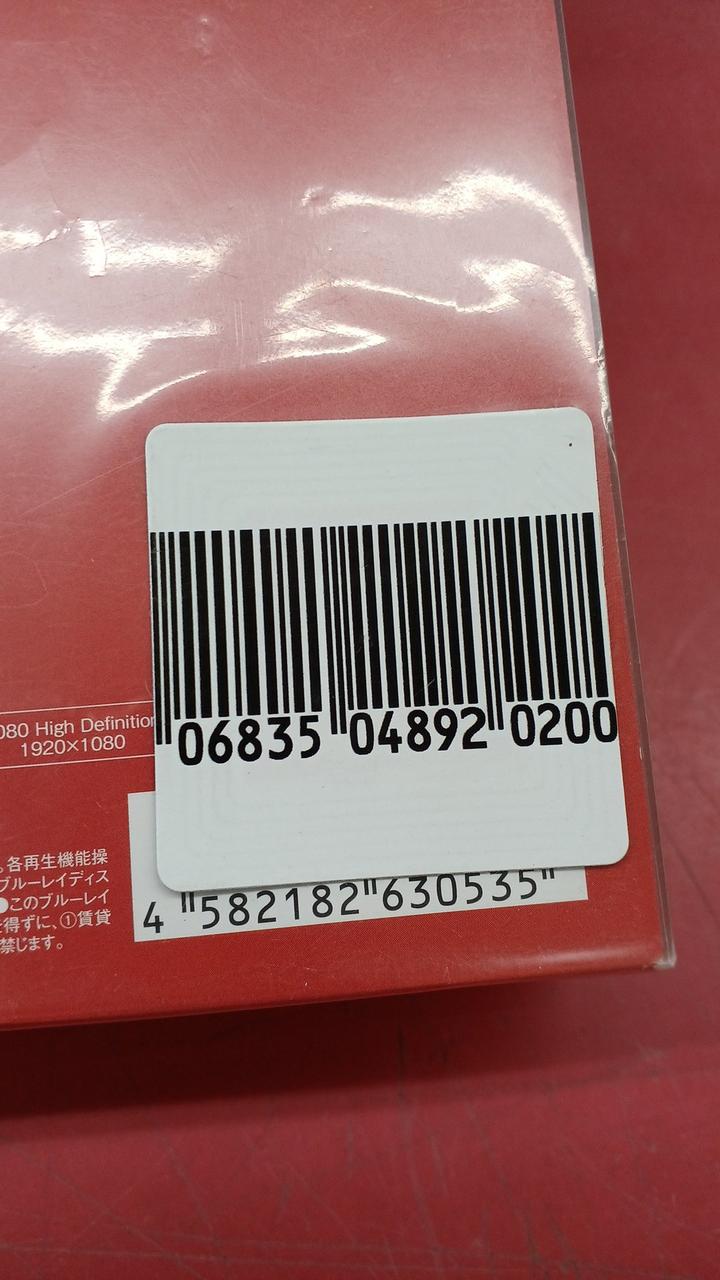 06835 04892 0200
080 High Definition
1920×1080
。各再生機能操
ブルーレイディス
●このブルーレイ
を得ずに、①賃貸
禁じます。
4 "582182"630535"